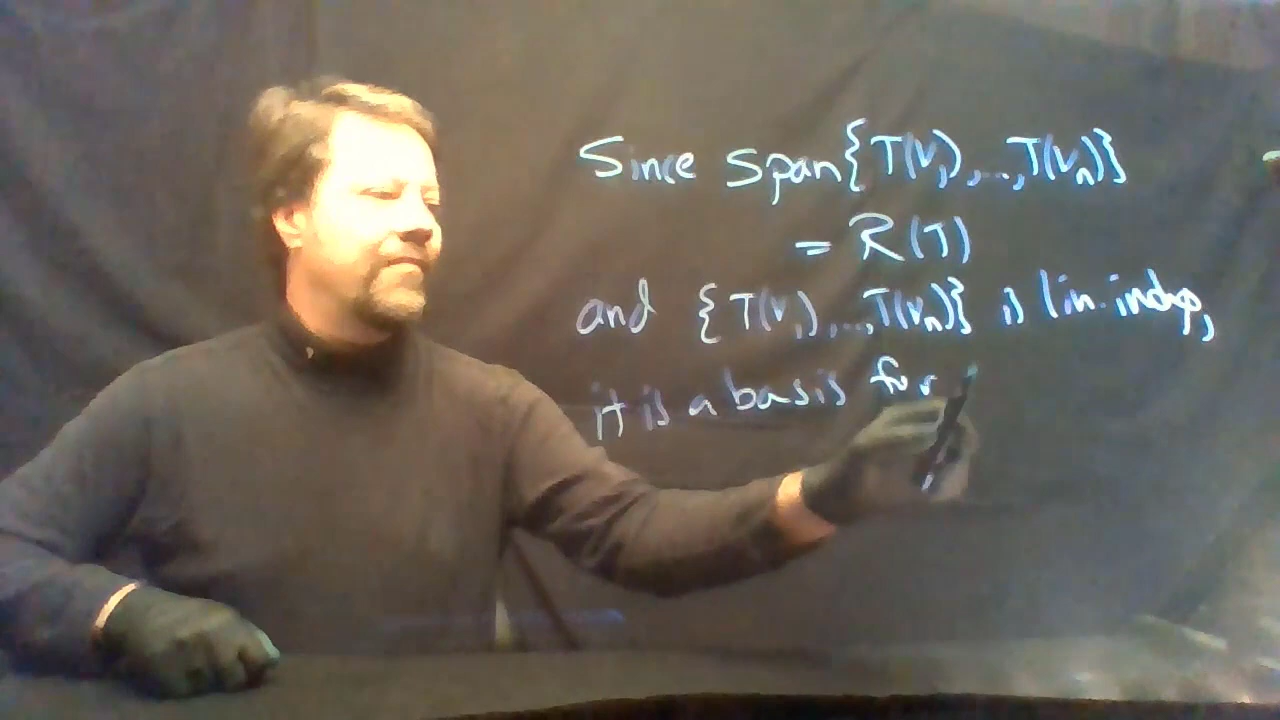 Since Span{T(v₁),...,T(vₙ)}
= R(T)
and {T(v₁),...,T(vₙ)} is lin. indep,
it is a basis for